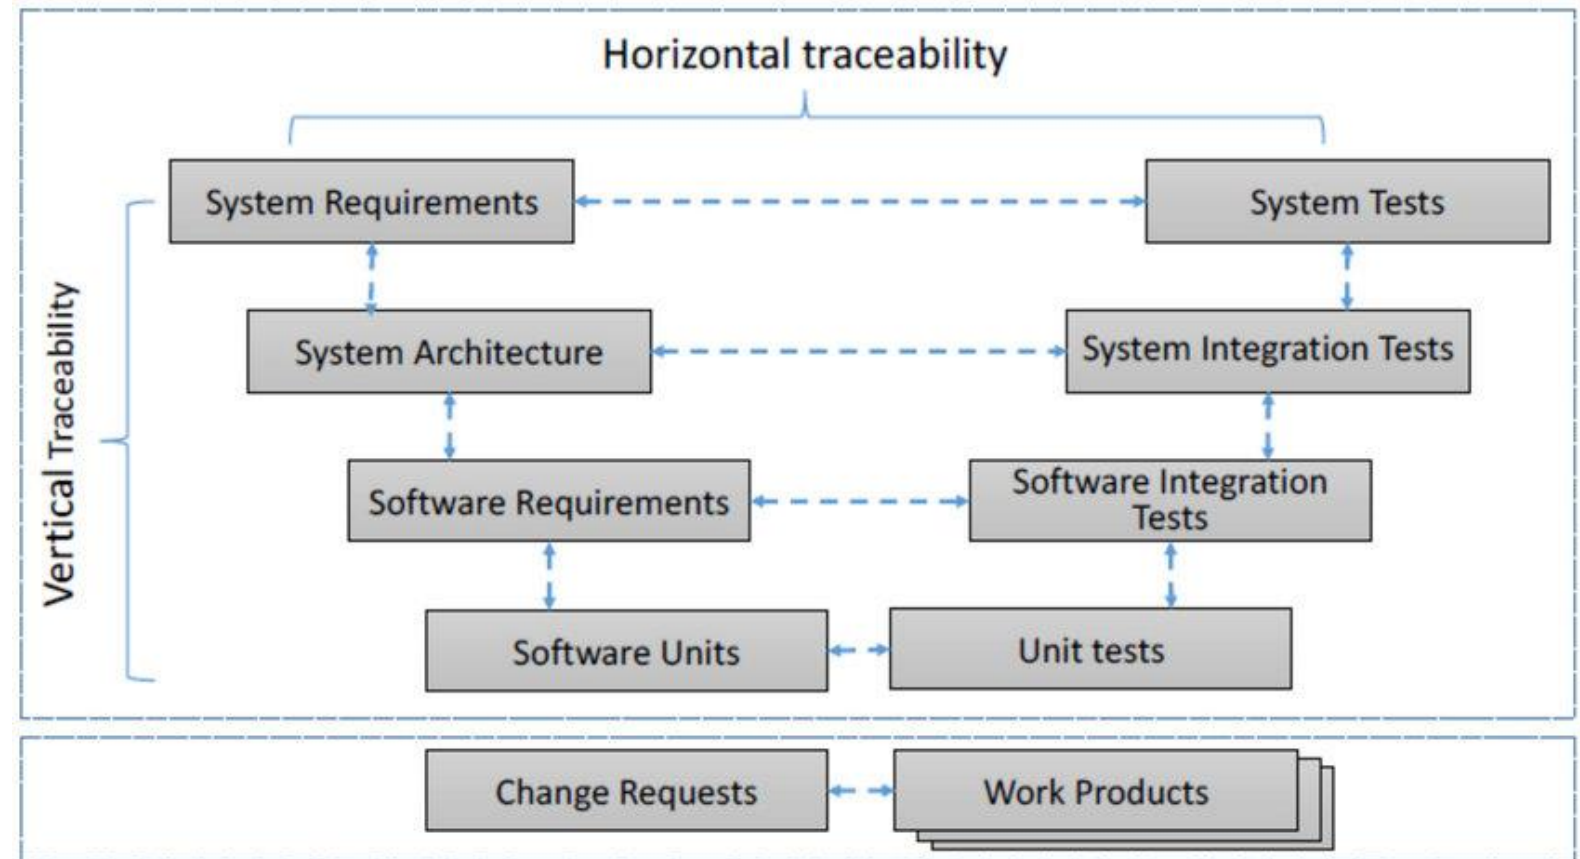 Horizontal traceability
System Requirements
System Tests
Vertical Traceability
System Architecture
System Integration Tests
Software Requirements
Software Integration
Tests
Software Units
Unit tests
Change Requests
Work Products